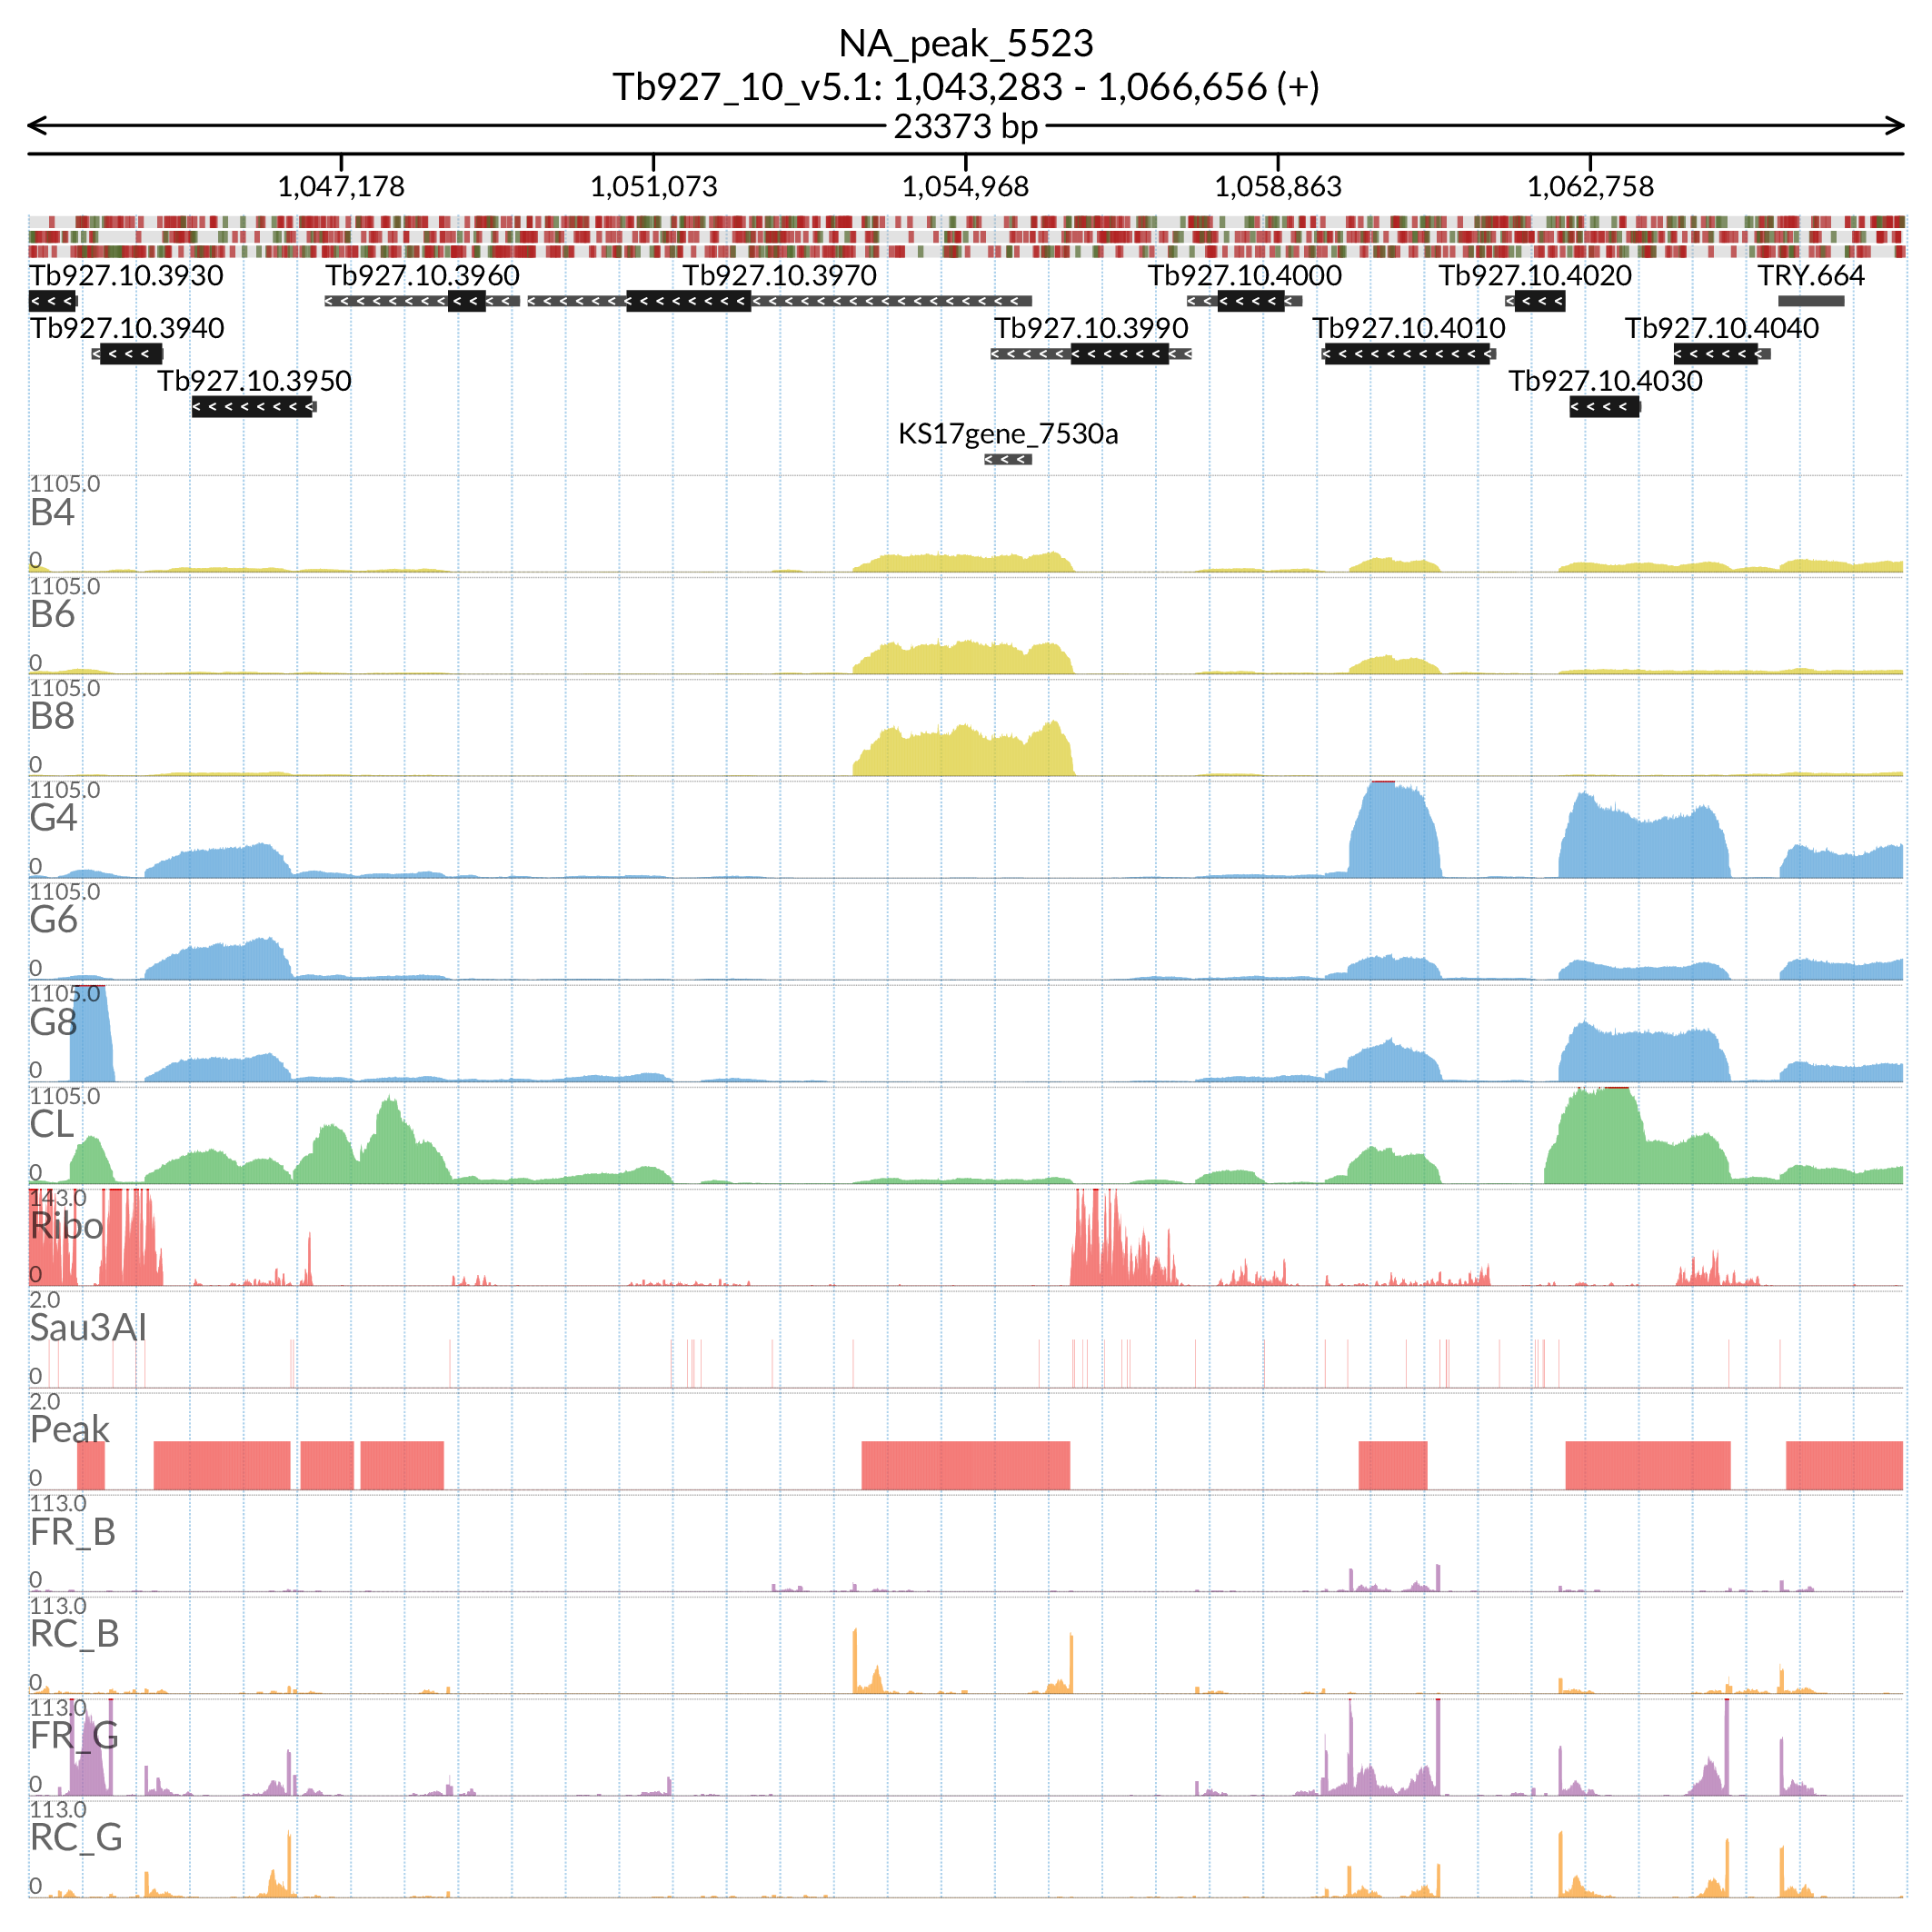 NA_peak_5523
Tb927_10_v5.1: 1,043,283 - 1,066,656 (+)
23373 bp
1,047,178 1,051,073 1,054,968 1,058,863 1,062,758
Tb927.10.3930 Tb927.10.3960 Tb927.10.3970 Tb927.10.4000 Tb927.10.4020 TRY.664
Tb927.10.3940 Tb927.10.3990 Tb927.10.4010 Tb927.10.4040
Tb927.10.3950 Tb927.10.4030
KS17gene_7530a
1105.0
B4
0
1105.0
B6
0
1105.0
B8
0
1105.0
G4
0
1105.0
G6
0
1105.0
G8
0
1105.0
CL
0
143.0
Ribo
0
2.0
Sau3AI
0
2.0
Peak
0
113.0
FR_B
0
113.0
RC_B
0
113.0
FR_G
0
113.0
RC_G
0